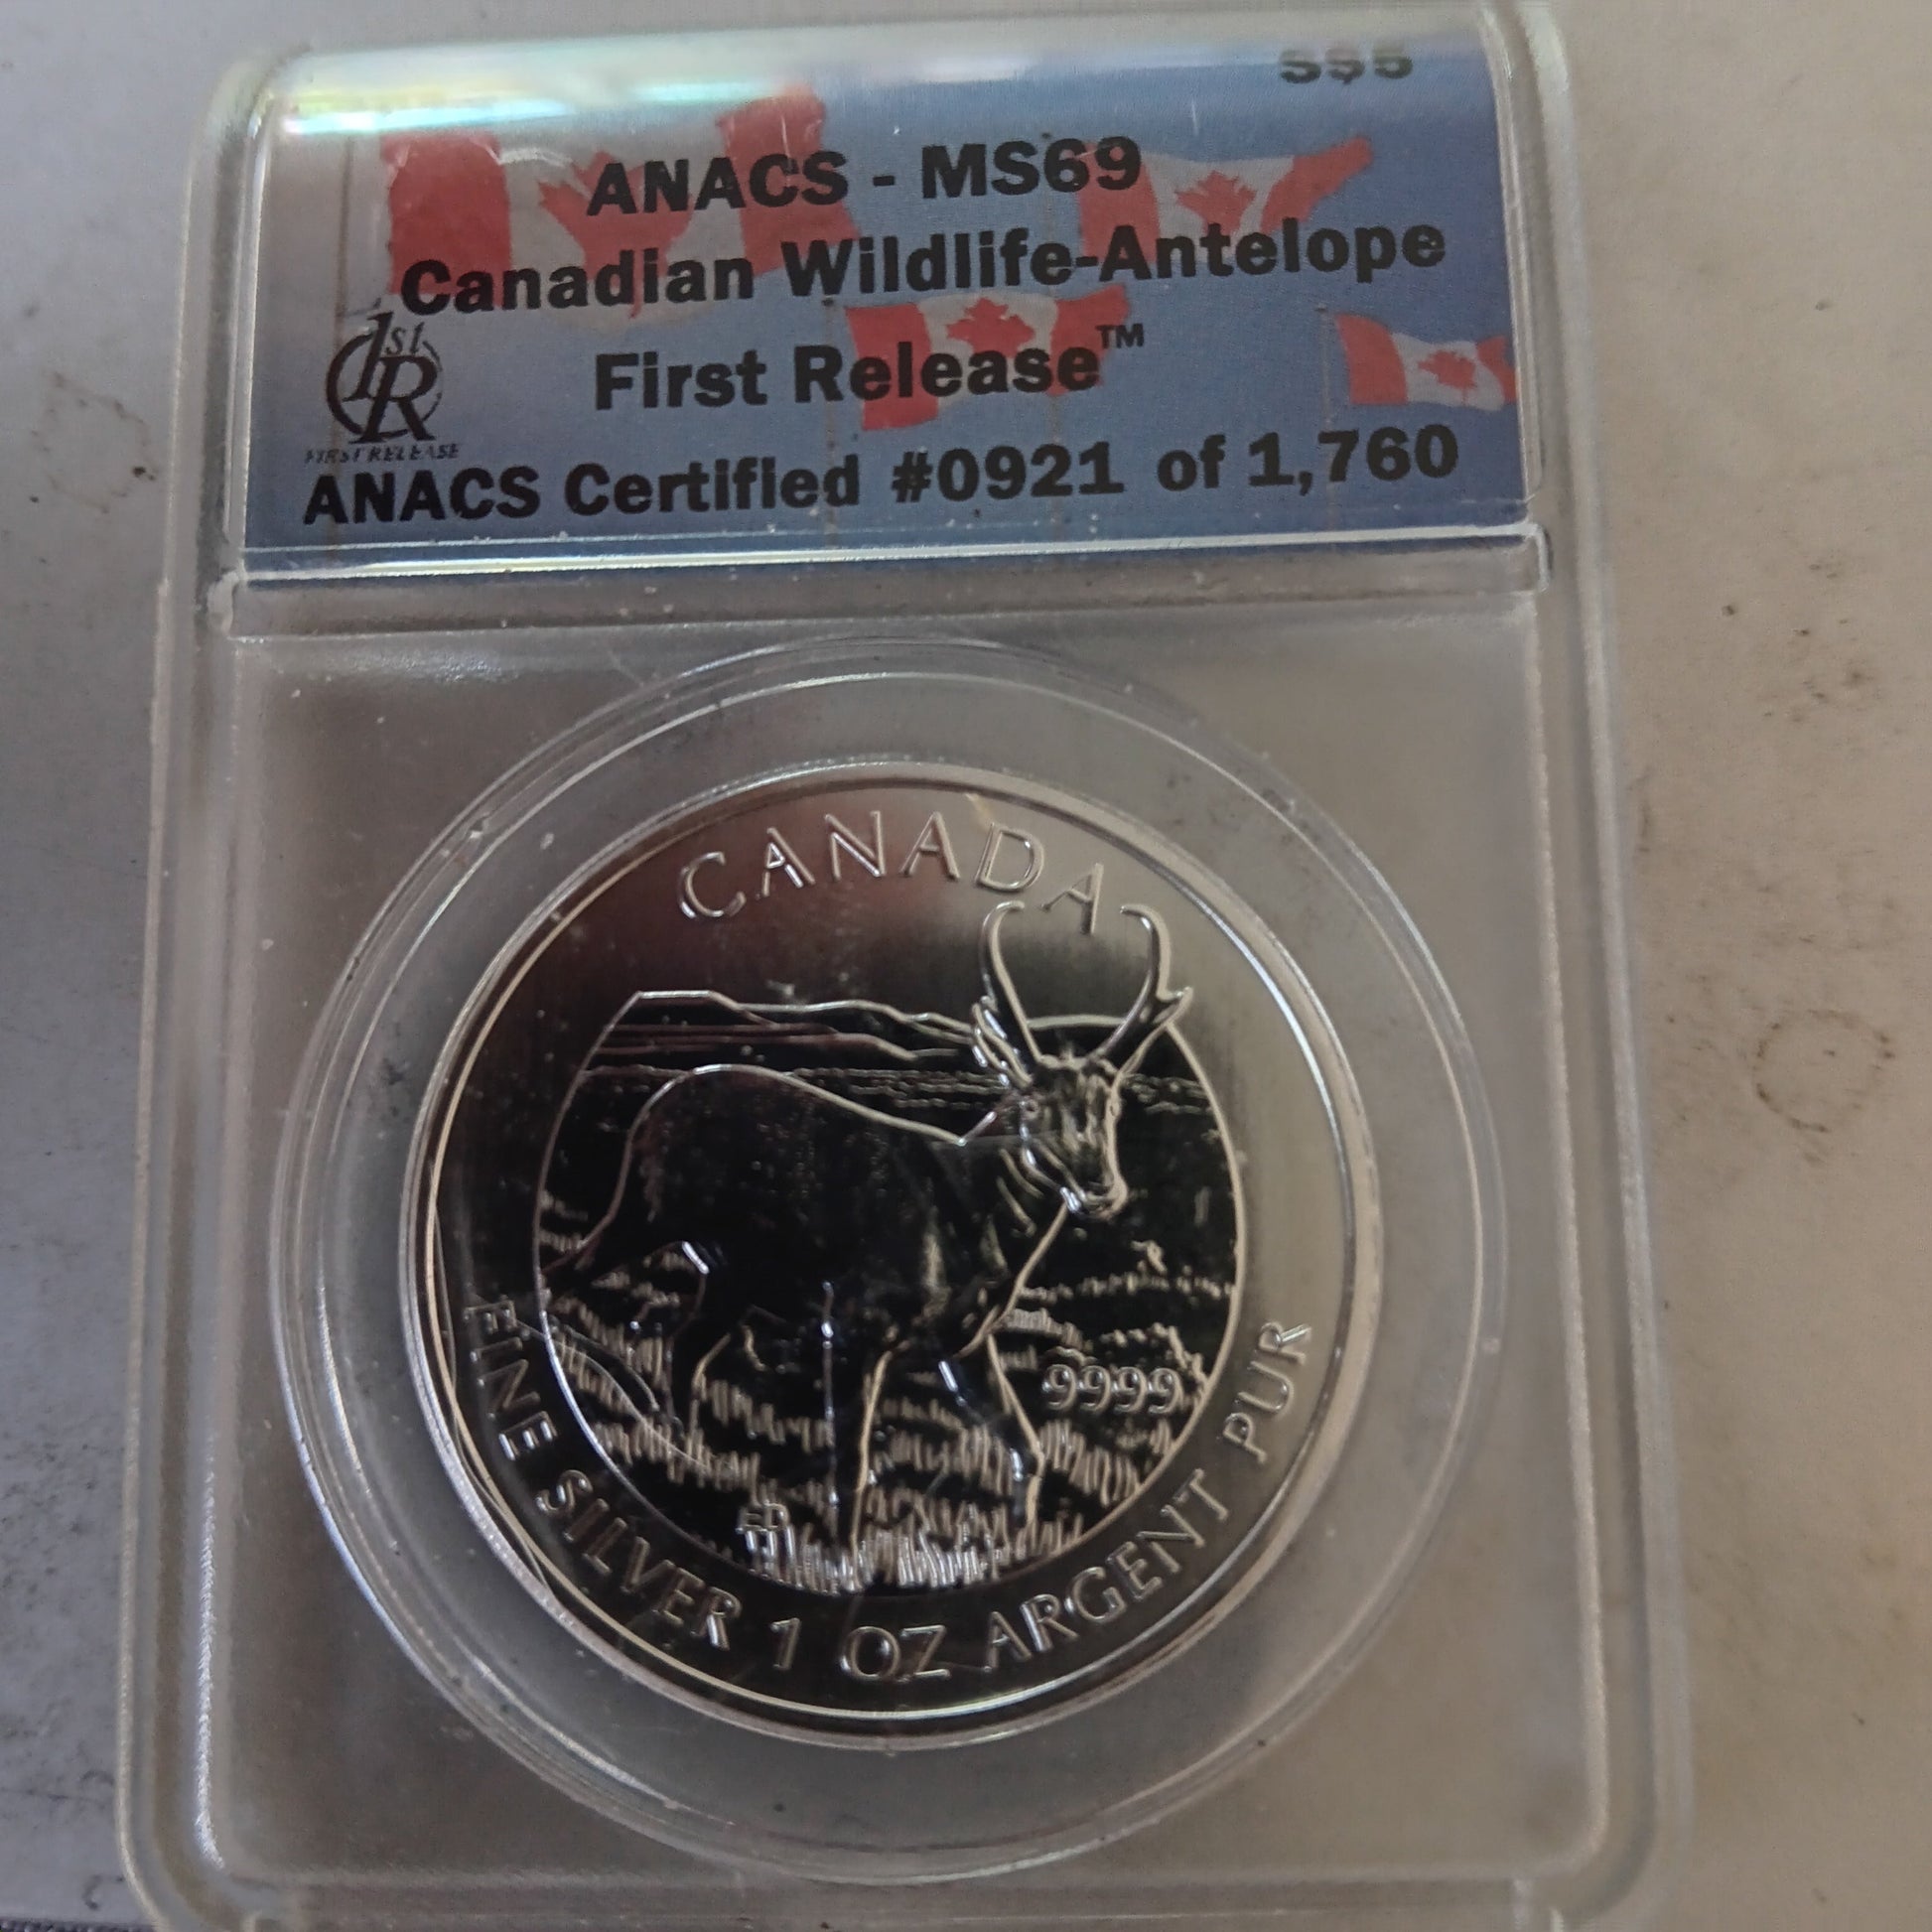 S$5
ANACS - MS69
Canadian Wildlife-Antelope
First Release™
1st R
FIRST RELEASE
ANACS Certified #0921 of 1,760
CANADA
9999
ED
FINE SILVER 1 OZ ARGENT PUR